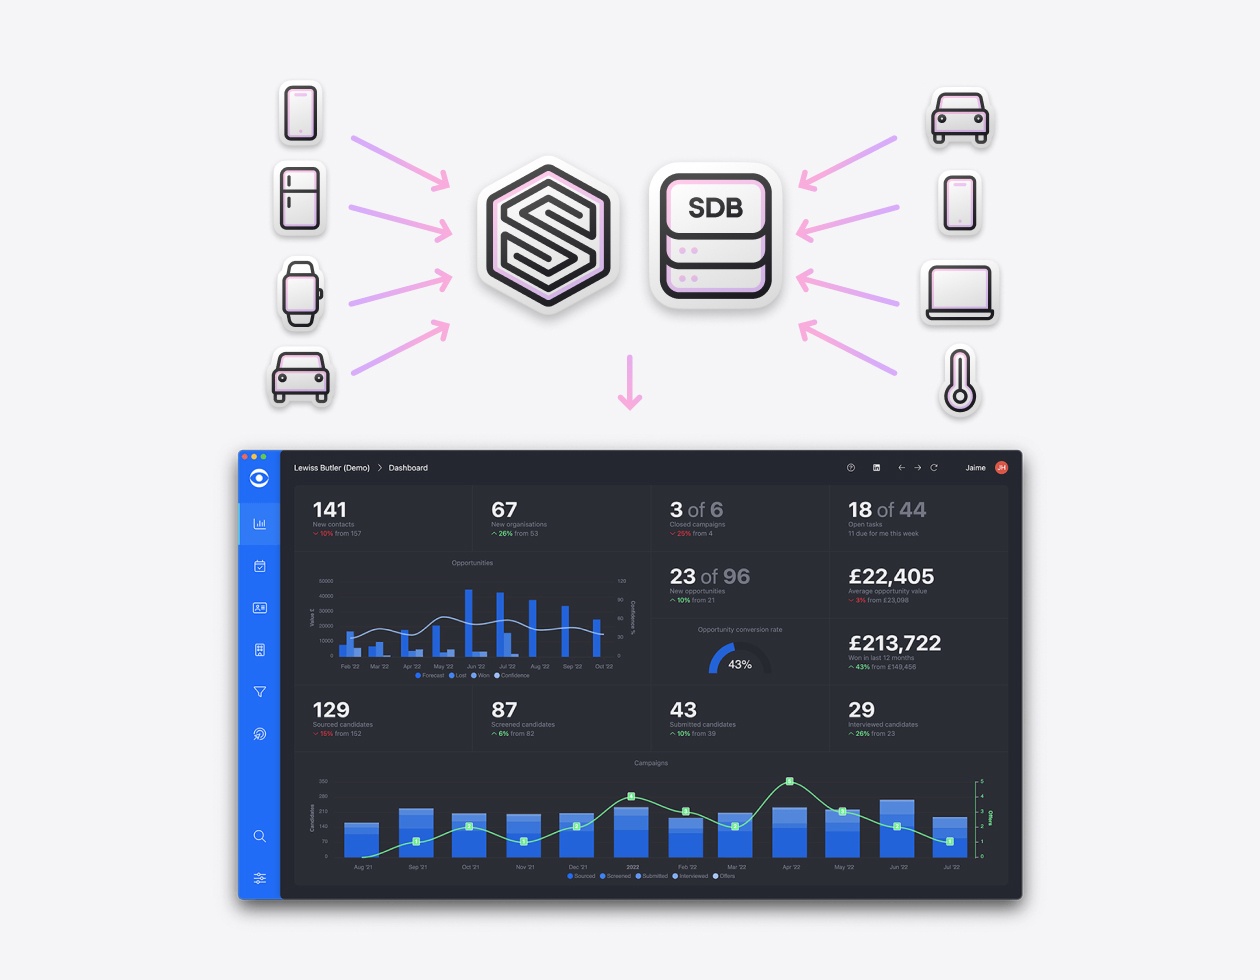 SDB
Lewiss Butler (Demo) > Dashboard
Jaime JH
141
New contacts
10% from 157
67
New organisations
26% from 53
3 of 6
Closed campaigns
25% from 4
18 of 44
Open tasks
11 due for me this week
Opportunities
50000
40000
30000
20000
10000
0
Value £
120
90
60
30
0
Confidence %
Feb '22 Mar '22 Apr '22 May '22 Jun '22 Jul '22 Aug '22 Sep '22 Oct '22
Forecast Lost Won Confidence
23 of 96
New opportunities
10% from 21
£22,405
Average opportunity value
3% from £23,098
Opportunity conversion rate
43%
£213,722
Won in last 12 months
43% from £149,456
129
Sourced candidates
15% from 152
87
Screened candidates
6% from 82
43
Submitted candidates
10% from 39
29
Interviewed candidates
26% from 23
Campaigns
350
280
210
140
70
0
Candidates
5
4
3
2
1
0
Offers
Aug '21 Sep '21 Oct '21 Nov '21 Dec '21 2022 Feb '22 Mar '22 Apr '22 May '22 Jun '22 Jul '22
Sourced Screened Submitted Interviewed Offers